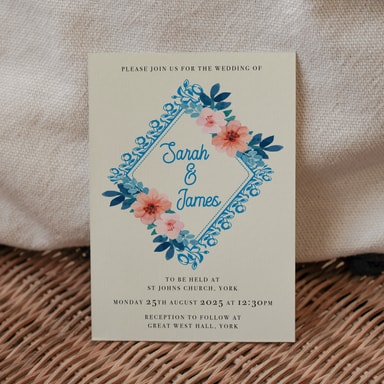 PLEASE JOIN US FOR THE WEDDING OF
Sarah
&
James
TO BE HELD AT
ST JOHNS CHURCH, YORK
MONDAY 25TH AUGUST 2025 AT 12:30PM
RECEPTION TO FOLLOW AT
GREAT WEST HALL, YORK